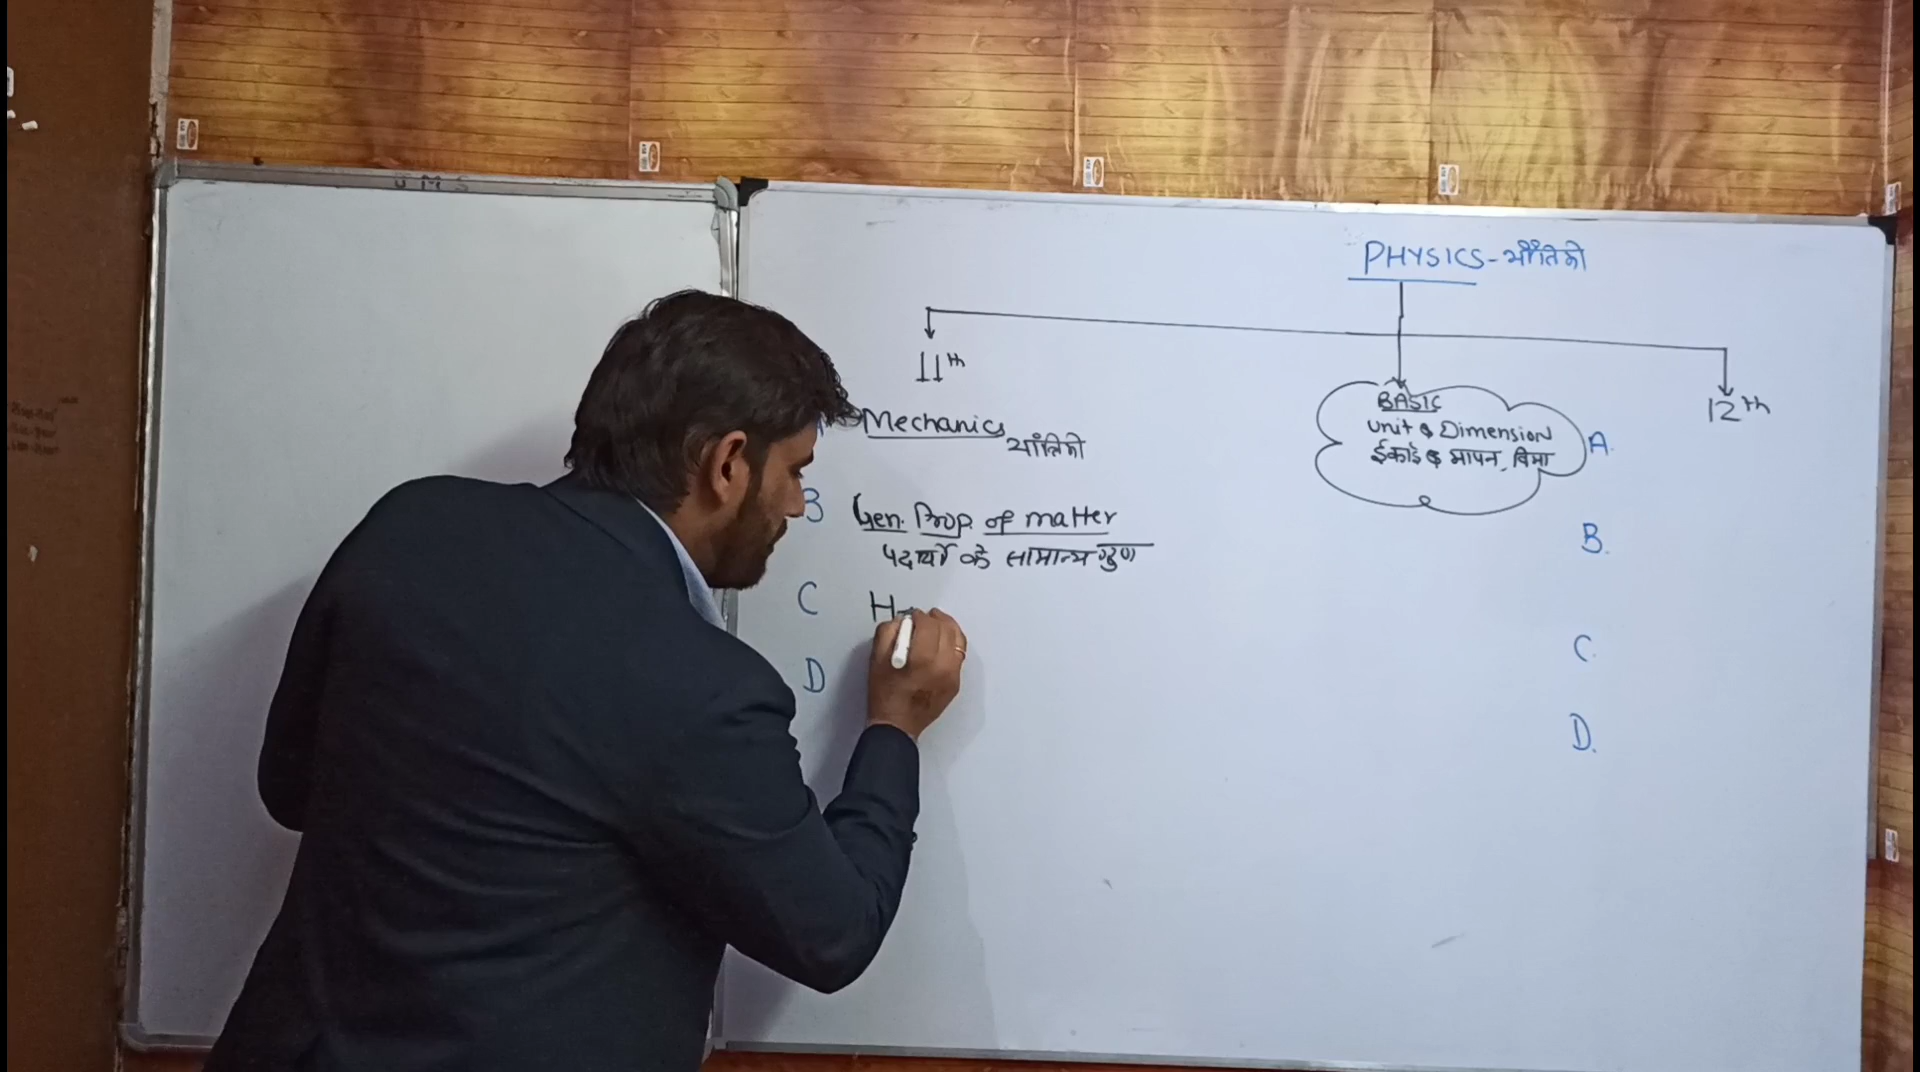 PHYSICS-भौतिकी
11th
BASIC
Unit & Dimension
ईकाई & मापन, विमा
12th
Mechanics
यांत्रिकी
B Gen. Prop. of matter
पदार्थो के सामान्य गुण
C H
D
A.
B.
C.
D.